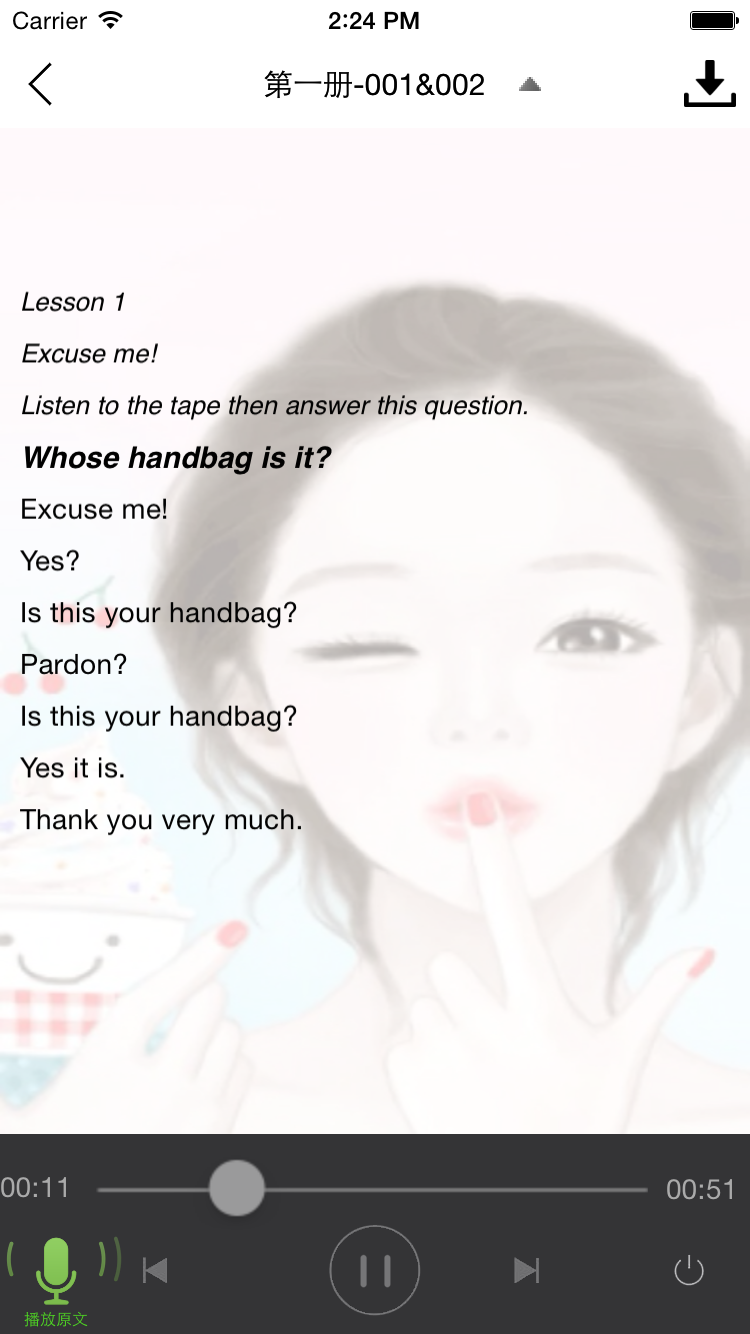 Carrier 2:24 PM
第一册-001&002
Lesson 1
Excuse me!
Listen to the tape then answer this question.
Whose handbag is it?
Excuse me!
Yes?
Is this your handbag?
Pardon?
Is this your handbag?
Yes it is.
Thank you very much.
00:11 00:51
播放原文